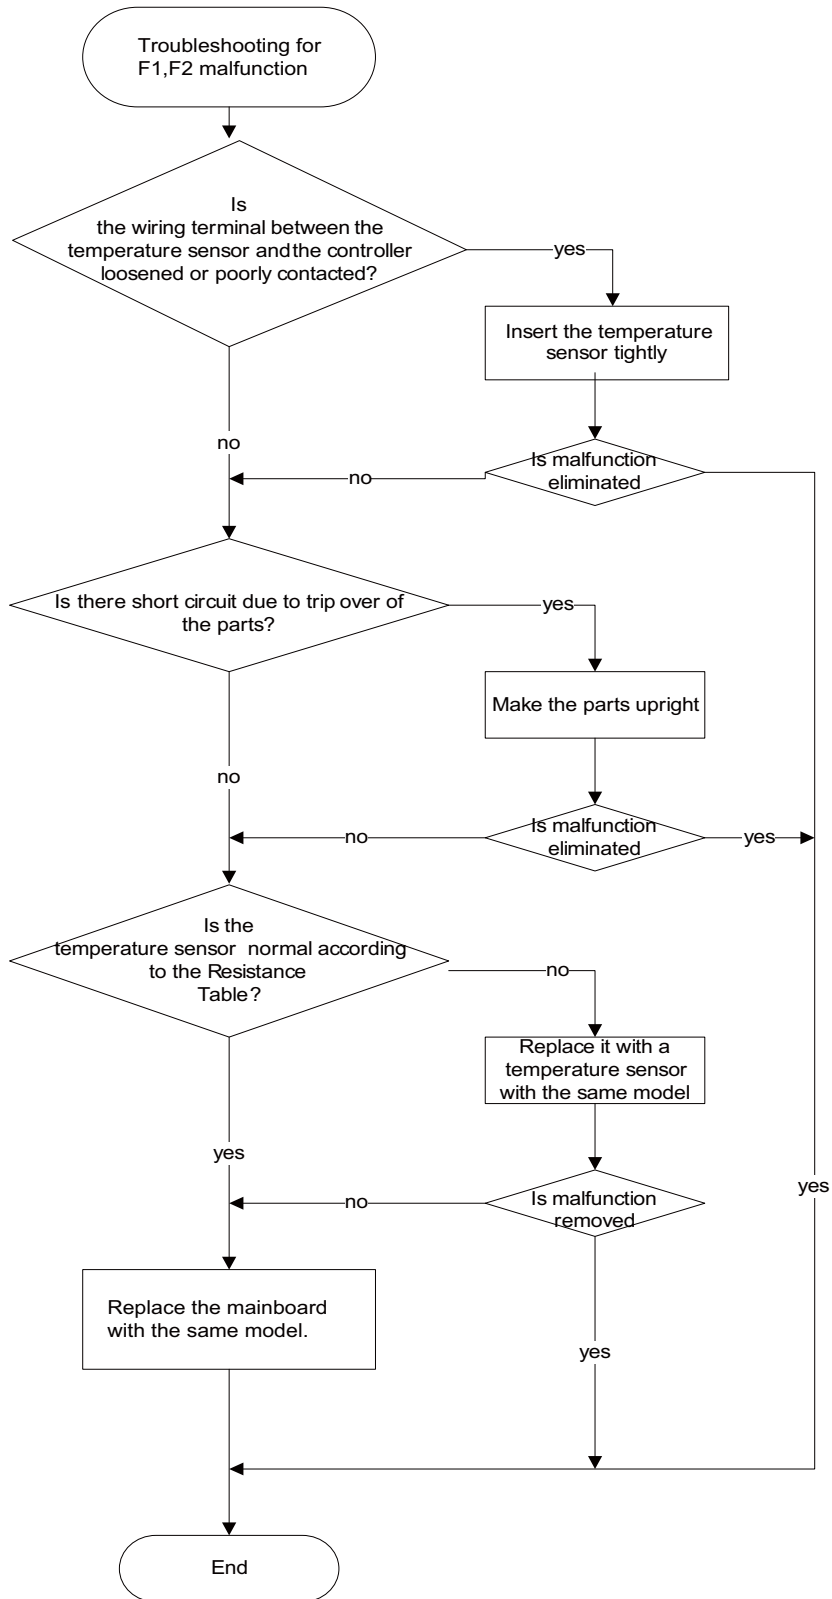 Troubleshooting for
F1,F2 malfunction
Is
the wiring terminal between the
temperature sensor and the controller
loosened or poorly contacted?
yes
Insert the temperature
sensor tightly
no
Is malfunction
eliminated
no
Is there short circuit due to trip over of
the parts?
yes
Make the parts upright
no
Is malfunction
eliminated
no
yes
Is the
temperature sensor normal according
to the Resistance
Table?
no
Replace it with a
temperature sensor
with the same model
yes
Is malfunction
removed
no
yes
Replace the mainboard
with the same model.
yes
End